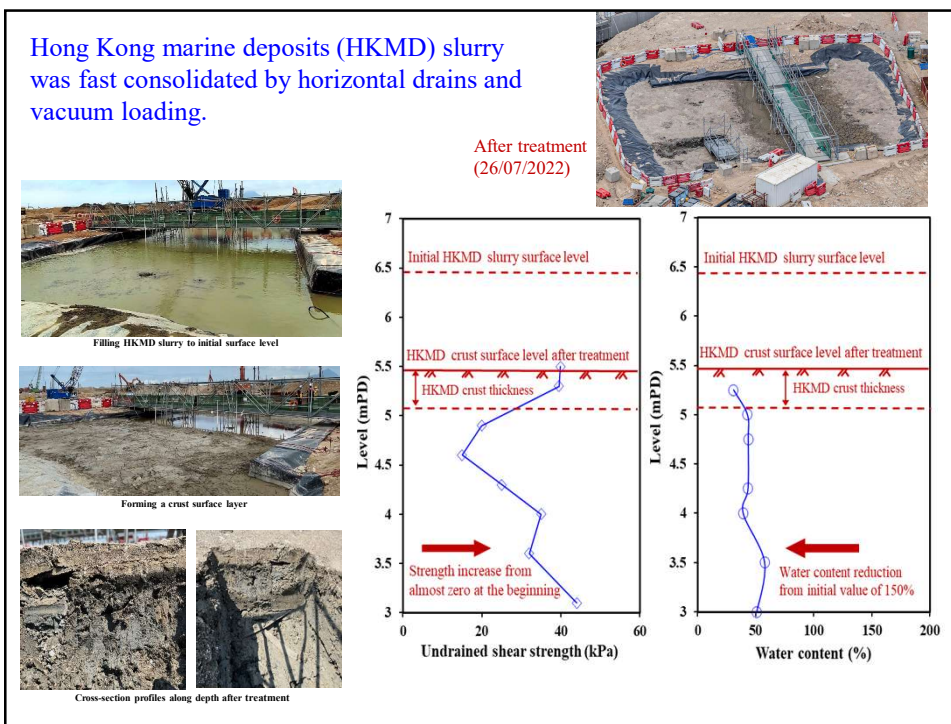 Hong Kong marine deposits (HKMD) slurry
was fast consolidated by horizontal drains and
vacuum loading.
After treatment
(26/07/2022)
Filling HKMD slurry to initial surface level
Forming a crust surface layer
Cross-section profiles along depth after treatment
7
6.5
6
5.5
5
4.5
4
3.5
3
Level (mPD)
Initial HKMD slurry surface level
HKMD crust surface level after treatment
HKMD crust thickness
Strength increase from
almost zero at the beginning
0 20 40 60
Undrained shear strength (kPa)
7
6.5
6
5.5
5
4.5
4
3.5
3
Level (mPD)
Initial HKMD slurry surface level
HKMD crust surface level after treatment
HKMD crust thickness
Water content reduction
from initial value of 150%
0 50 100 150 200
Water content (%)